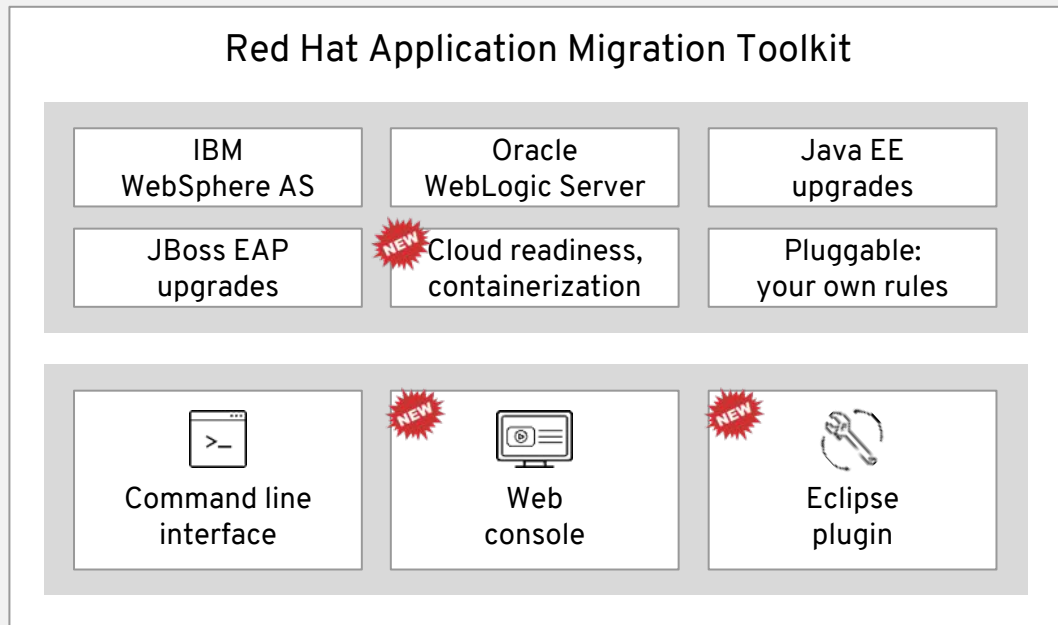 Red Hat Application Migration Toolkit
IBM
WebSphere AS
Oracle
WebLogic Server
Java EE
upgrades
JBoss EAP
upgrades
NEW
Cloud readiness,
containerization
Pluggable:
your own rules
>_
Command line
interface
NEW
Web
console
NEW
Eclipse
plugin